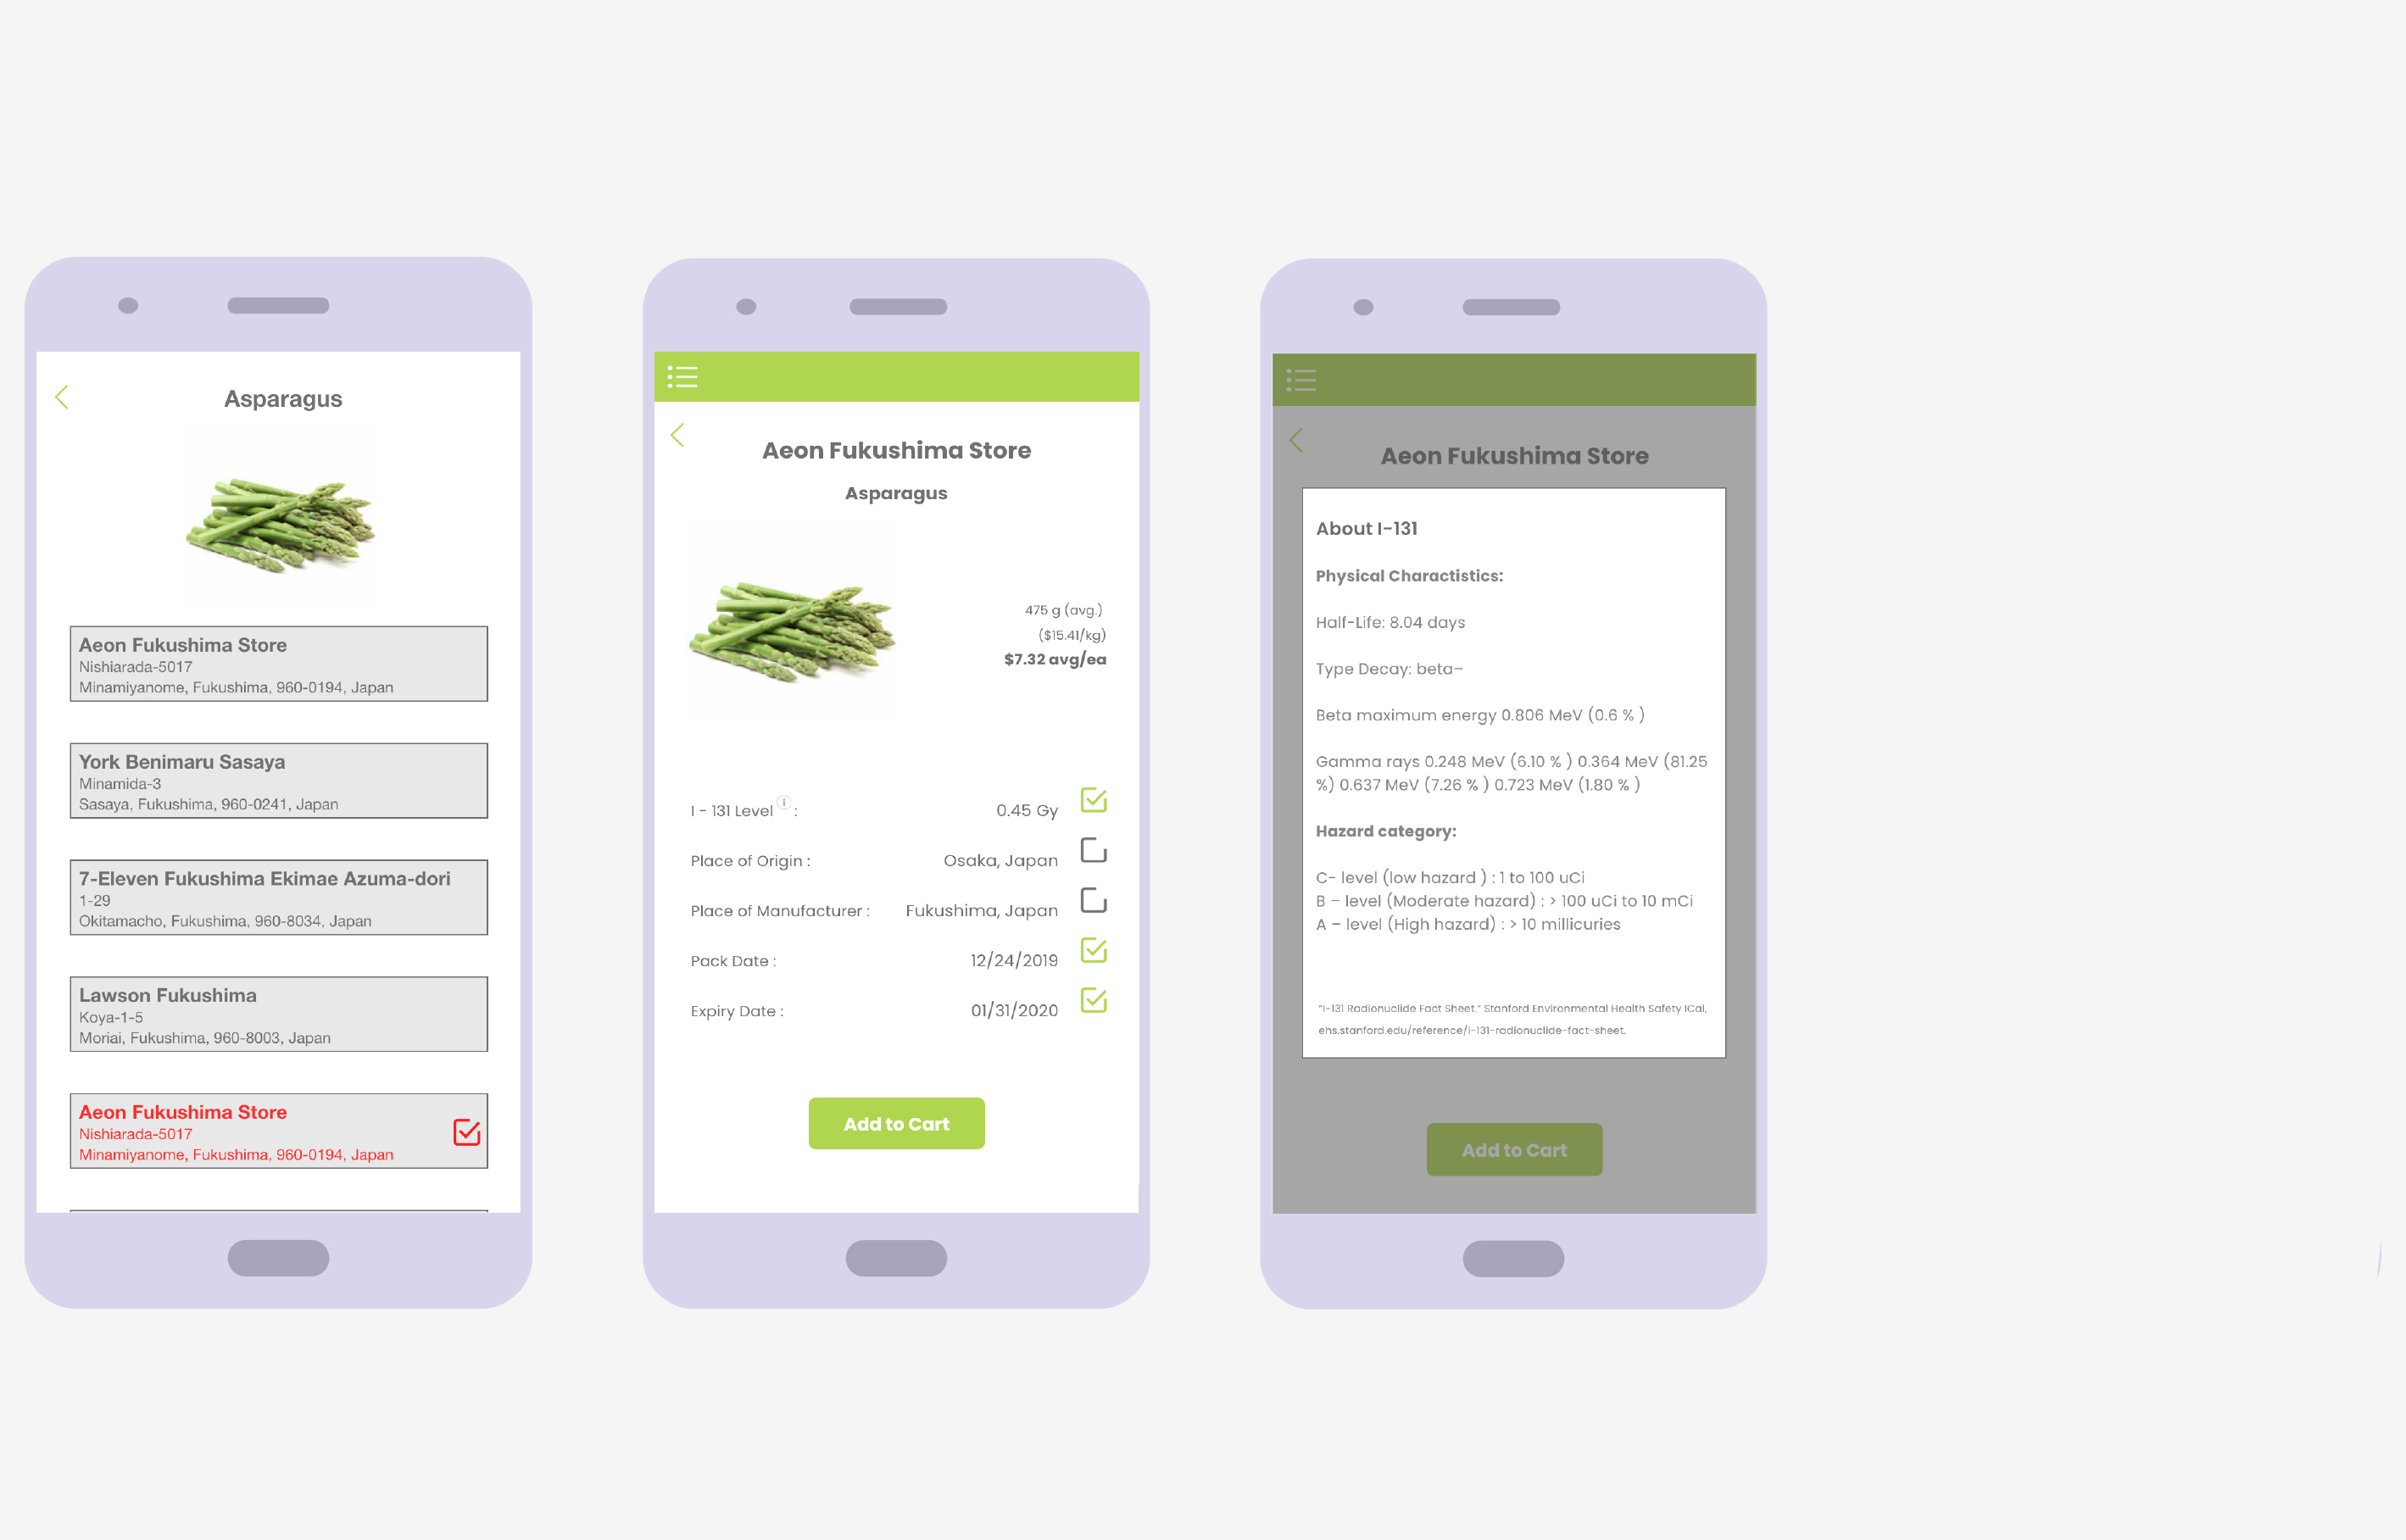 Asparagus
Aeon Fukushima Store
Nishiarada-5017
Minamiyanome, Fukushima, 960-0194, Japan
York Benimaru Sasaya
Minamida-3
Sasaya, Fukushima, 960-0241, Japan
7-Eleven Fukushima Ekimae Azuma-dori
1-29
Okitamacho, Fukushima, 960-8034, Japan
Lawson Fukushima
Koya-1-5
Moriai, Fukushima, 960-8003, Japan
Aeon Fukushima Store
Nishiarada-5017
Minamiyanome, Fukushima, 960-0194, Japan
Aeon Fukushima Store
Asparagus
475 g (avg.)
($15.41/kg)
$7.32 avg/ea
I - 131 Level i : 0.45 Gy
Place of Origin : Osaka, Japan
Place of Manufacturer : Fukushima, Japan
Pack Date : 12/24/2019
Expiry Date : 01/31/2020
Add to Cart
Aeon Fukushima Store
About I-131
Physical Charactistics:
Half-Life: 8.04 days
Type Decay: beta–
Beta maximum energy 0.806 MeV (0.6 % )
Gamma rays 0.248 MeV (6.10 % ) 0.364 MeV (81.25
%) 0.637 MeV (7.26 % ) 0.723 MeV (1.80 % )
Hazard category:
C- level (low hazard ) : 1 to 100 uCi
B – level (Moderate hazard) : > 100 uCi to 10 mCi
A – level (High hazard) : > 10 millicuries
“I-131 Radionuclide Fact Sheet.” Stanford Environmental Health Safety ICal,
ehs.stanford.edu/reference/i-131-radionuclide-fact-sheet.
Add to Cart